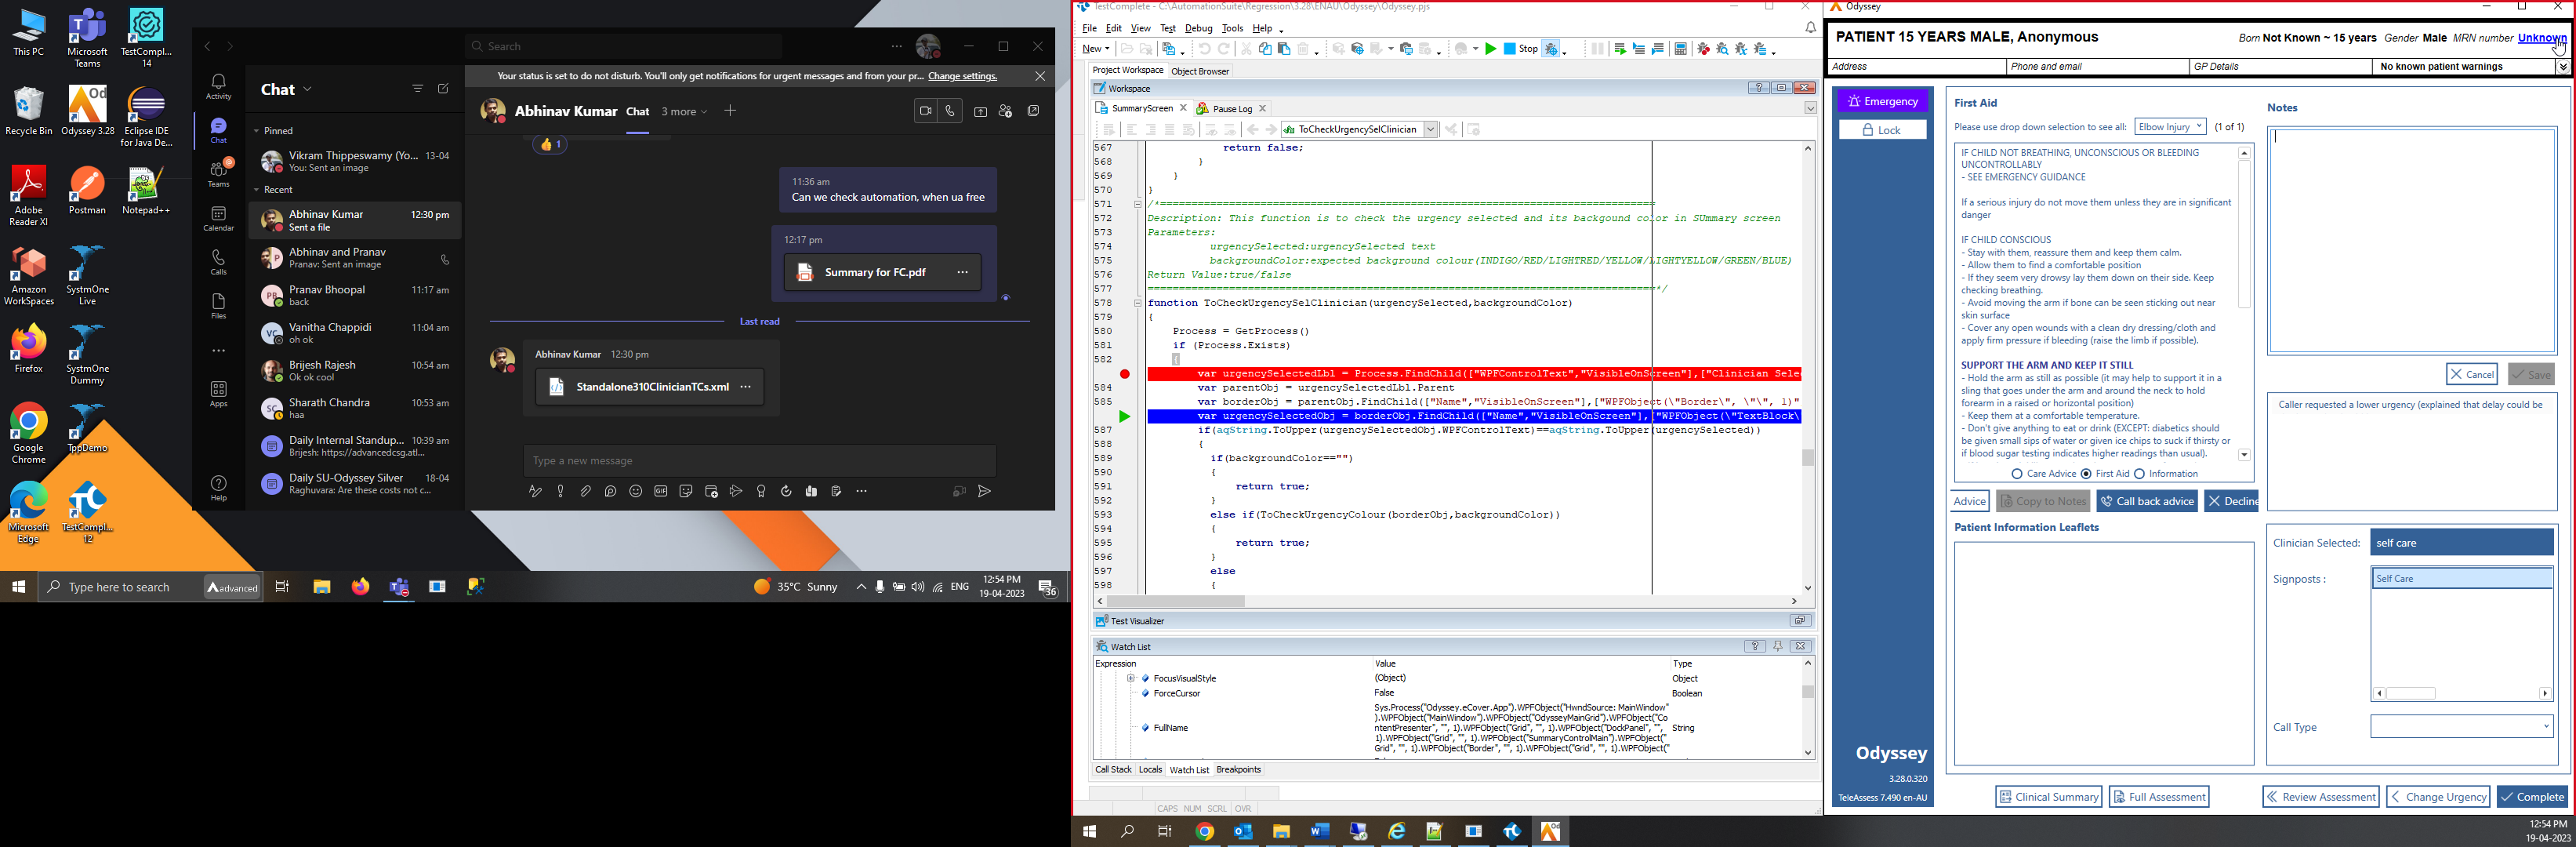 This PC
Microsoft Teams
TestCompl... 14
Recycle Bin
Odyssey 3.28
Eclipse IDE for Java De...
Adobe Reader XI
Postman
Notepad++
Amazon WorkSpaces
SystmOne Live
Firefox
SystmOne Dummy
Google Chrome
TppDemo
Microsoft Edge
TestCompl... 12
Search
Your status is set to do not disturb. You'll only get notifications for urgent messages and from your pr... Change settings.
Activity
Chat
Teams
Calendar
Calls
Files
Apps
Help
Chat
Pinned
Vikram Thippeswamy (Yo... 13-04
You: Sent an image
Recent
Abhinav Kumar 12:30 pm
Sent a file
Abhinav and Pranav
Pranav: Sent an image
Pranav Bhoopal 11:17 am
back
Vanitha Chappidi 11:04 am
oh ok
Brijesh Rajesh 10:54 am
Ok ok cool
Sharath Chandra 10:53 am
haa
Daily Internal Standup... 10:39 am
Brijesh: https://advancedcsg.atl...
Daily SU-Odyssey Silver 18-04
Raghuvara: Are these costs not c...
Abhinav Kumar Chat 3 more
1
11:36 am
Can we check automation, when ua free
12:17 pm
Summary for FC.pdf
Last read
Abhinav Kumar 12:30 pm
Standalone310ClinicianTCs.xml
Type a new message
GIF
Type here to search
advanced
35°C Sunny
ENG
12:54 PM
19-04-2023
36
TestComplete - C:\AutomationSuite\Regression\3.28\ENAU\Odyssey\Odyssey.pjs
File Edit View Test Debug Tools Help
New
Stop
Project Workspace Object Browser
Workspace
SummaryScreen Pause Log
ToCheckUrgencySelClinician
567 return false;
568 }
569 }
570 }
571 /*================================================================================
572 Description: This function is to check the urgency selected and its backgound color in SUmmary screen
573 Parameters:
574 urgencySelected:urgencySelected text
575 backgroundColor:expected background colour(INDIGO/RED/LIGHTRED/YELLOW/LIGHTYELLOW/GREEN/BLUE)
576 Return Value:true/false
577 ================================================================================*/
578 function ToCheckUrgencySelClinician(urgencySelected,backgroundColor)
579 {
580 Process = GetProcess()
581 if (Process.Exists)
582 {
var urgencySelectedLbl = Process.FindChild(["WPFControlText","VisibleOnScreen"],["Clinician Sele
584 var parentObj = urgencySelectedLbl.Parent
585 var borderObj = parentObj.FindChild(["Name","VisibleOnScreen"],["WPFObject(\"Border\", \"\", 1)"
var urgencySelectedObj = borderObj.FindChild(["Name","VisibleOnScreen"],["WPFObject(\"TextBlock\
587 if(aqString.ToUpper(urgencySelectedObj.WPFControlText)==aqString.ToUpper(urgencySelected))
588 {
589 if(backgroundColor=="")
590 {
591 return true;
592 }
593 else if(ToCheckUrgencyColour(borderObj,backgroundColor))
594 {
595 return true;
596 }
597 else
598 {
Test Visualizer
Watch List
Expression Value Type
FocusVisualStyle (Object) Object
ForceCursor False Boolean
FullName Sys.Process("Odyssey.eCover.App").WPFObject("HwndSource: MainWindow"
).WPFObject("MainWindow").WPFObject("OdysseyMainGrid").WPFObject("Co
ntentPresenter", "", 1).WPFObject("Grid", "", 1).WPFObject("DockPanel", "",
1).WPFObject("Grid", "", 1).WPFObject("SummaryControlMain").WPFObject("
Grid", "", 1).WPFObject("Border", "", 1).WPFObject("Grid", "", 1).WPFObject("
String
Call Stack Locals Watch List Breakpoints
CAPS NUM SCRL OVR
Odyssey
PATIENT 15 YEARS MALE, Anonymous
Born Not Known ~ 15 years Gender Male MRN number Unknown
Address Phone and email GP Details No known patient warnings
Emergency
Lock
First Aid
Please use drop down selection to see all: Elbow Injury (1 of 1)
IF CHILD NOT BREATHING, UNCONSCIOUS OR BLEEDING
UNCONTROLLABLY
- SEE EMERGENCY GUIDANCE
If a serious injury do not move them unless they are in significant
danger
IF CHILD CONSCIOUS
- Stay with them, reassure them and keep them calm.
- Allow them to find a comfortable position
- If they seem very drowsy lay them down on their side. Keep
checking breathing.
- Avoid moving the arm if bone can be seen sticking out near
skin surface
- Cover any open wounds with a clean dry dressing/cloth and
apply firm pressure if bleeding (raise the limb if possible).
SUPPORT THE ARM AND KEEP IT STILL
- Hold the arm as still as possible (it may help to support it in a
sling that goes under the arm and around the neck to hold
forearm in a raised or horizontal position)
- Keep them at a comfortable temperature.
- Don't give anything to eat or drink (EXCEPT: diabetics should
be given small sips of water or given ice chips to suck if thirsty or
if blood sugar testing indicates higher readings than usual).
Care Advice First Aid Information
Advice Copy to Notes Call back advice Decline
Patient Information Leaflets
Notes
Cancel Save
Caller requested a lower urgency (explained that delay could be
Clinician Selected: self care
Signposts : Self Care
Call Type
Odyssey
3.28.0.320
TeleAssess 7.490 en-AU
Clinical Summary Full Assessment Review Assessment Change Urgency Complete
12:54 PM
19-04-2023